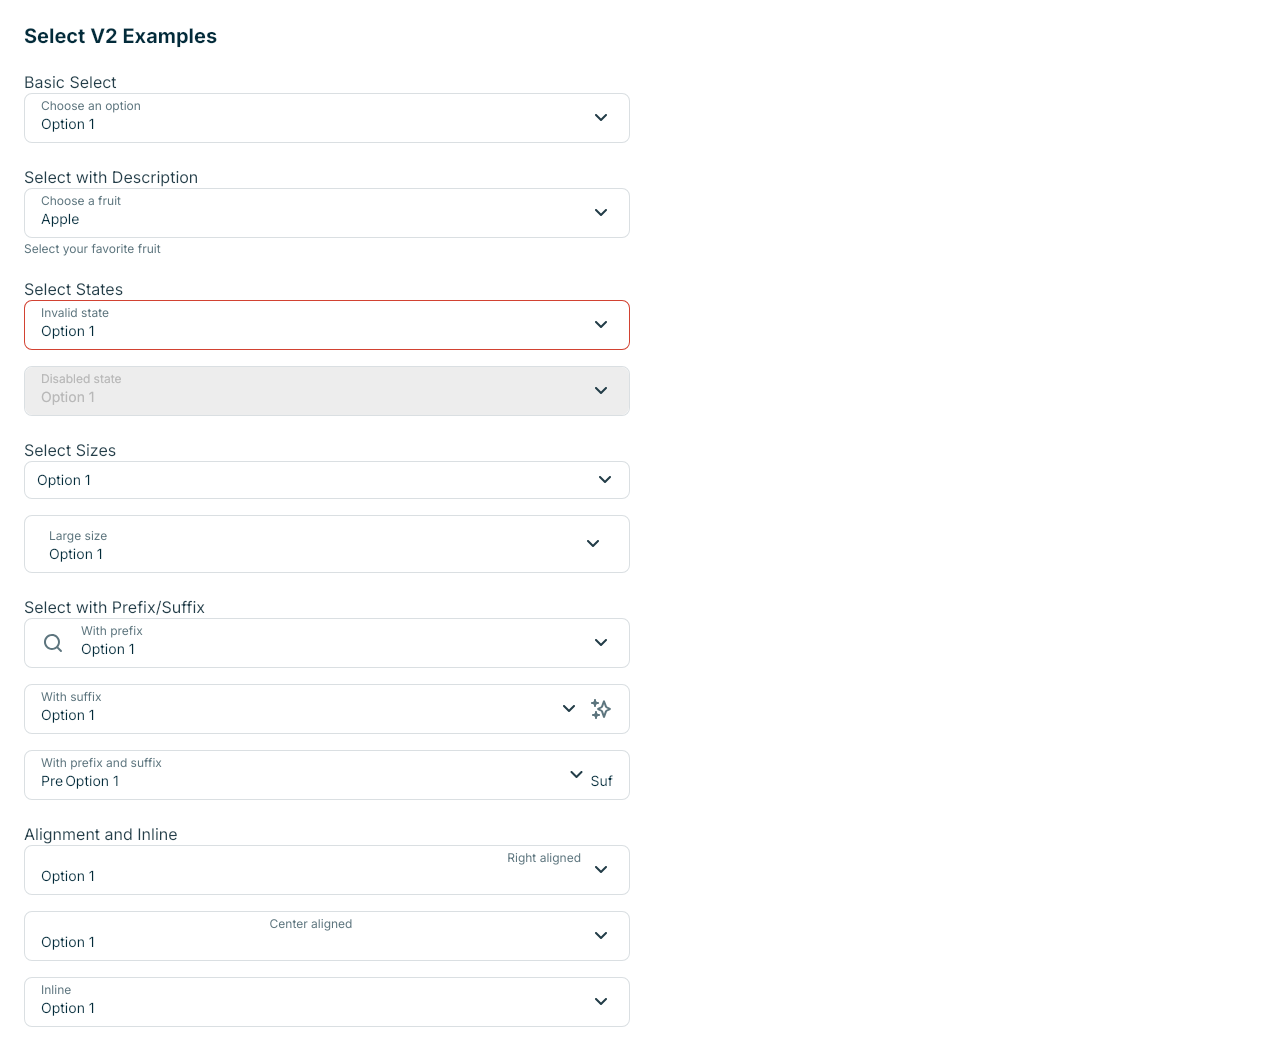 Select V2 Examples
Basic Select
Choose an option
Option 1
Select with Description
Choose a fruit
Apple
Select your favorite fruit
Select States
Invalid state
Option 1
Disabled state
Option 1
Select Sizes
Option 1
Large size
Option 1
Select with Prefix/Suffix
With prefix
Option 1
With suffix
Option 1
With prefix and suffix
Pre Option 1 Suf
Alignment and Inline
Right aligned
Option 1
Center aligned
Option 1
Inline
Option 1